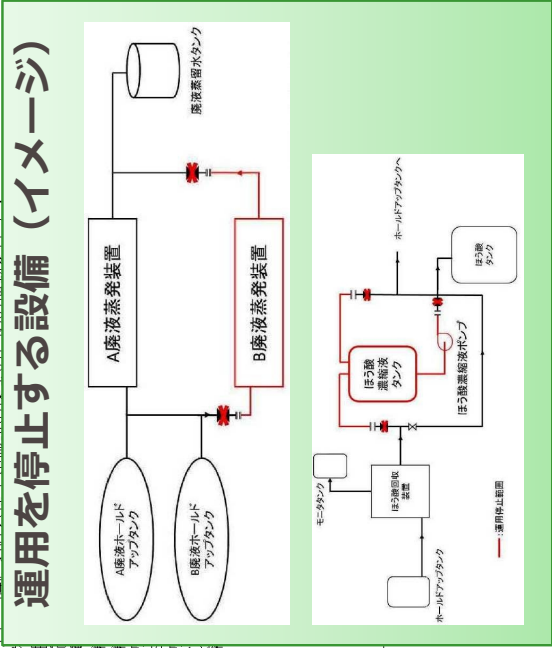 運用を停止する設備（イメージ）
A廃液ホールド
アップタンク
B廃液ホールド
アップタンク
A廃液蒸発装置
B廃液蒸発装置
廃液蒸留水タンク
ホールドアップタンク
モニタタンク
ほう酸回収
装置
ほう酸
濃縮液
タンク
ほう酸濃縮液ポンプ
ホールドアップタンクへ
ほう酸
タンク
：運用停止範囲